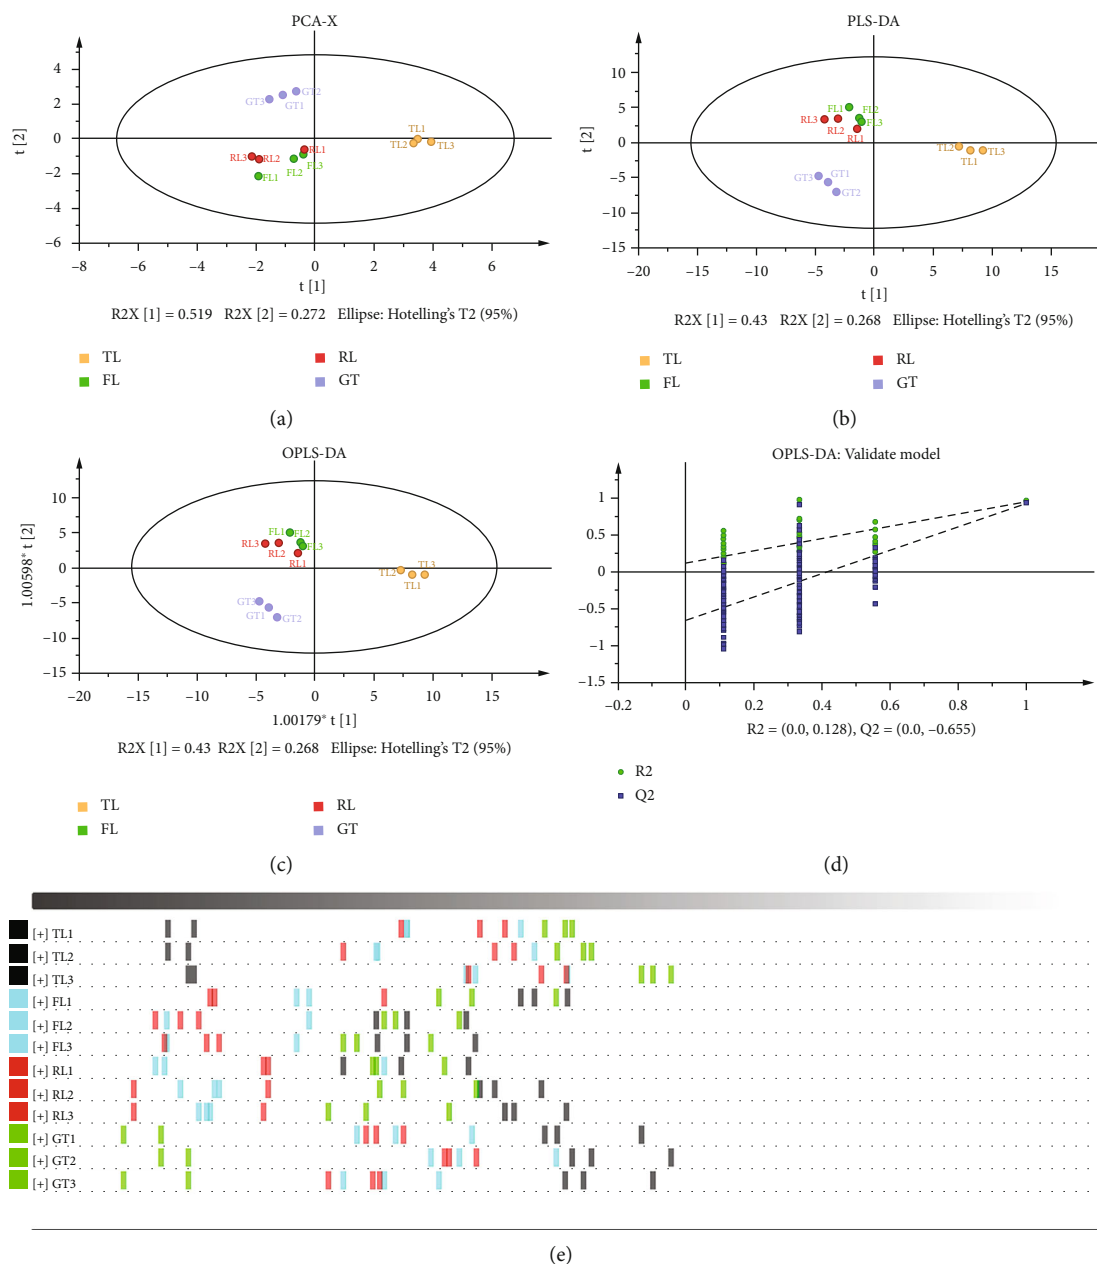 PCA-X
t [2]
4
2
0
−2
−4
−6
GT3
GT1
GT2
TL1
TL2
TL3
RL3
RL2
RL1
FL1
FL2
FL3
−8 −6 −4 −2 0 2 4 6
t [1]
R2X [1] = 0.519 R2X [2] = 0.272 Ellipse: Hotelling's T2 (95%)
TL RL
FL GT
(a)
PLS-DA
t [2]
10
5
0
−5
−10
−15
FL1
FL2
FL3
RL3
RL2
RL1
TL2
TL1
TL3
GT3
GT1
GT2
−20 −15 −10 −5 0 5 10 15
t [1]
R2X [1] = 0.43 R2X [2] = 0.268 Ellipse: Hotelling's T2 (95%)
TL RL
FL GT
(b)
OPLS-DA
1.00598* t [2]
10
5
0
−5
−10
−15
FL1
FL2
FL3
RL3
RL2
RL1
TL2
TL3
TL1
GT2
GT1
GT2
−20 −15 −10 −5 0 5 10 15
1.00179* t [1]
R2X [1] = 0.43 R2X [2] = 0.268 Ellipse: Hotelling's T2 (95%)
TL RL
FL GT
(c)
OPLS-DA: Validate model
1
0.5
0
−0.5
−1
−1.5
−0.2 0 0.2 0.4 0.6 0.8 1
R2 = (0.0, 0.128), Q2 = (0.0, −0.655)
R2
Q2
(d)
[+] TL1
[+] TL2
[+] TL3
[+] FL1
[+] FL2
[+] FL3
[+] RL1
[+] RL2
[+] RL3
[+] GT1
[+] GT2
[+] GT3
(e)